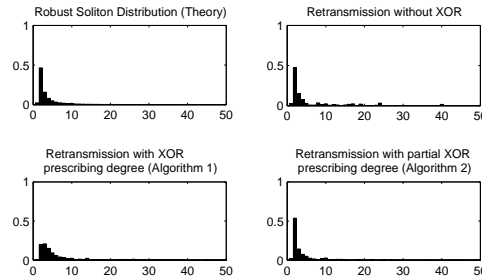 Robust Soliton Distribution (Theory)
1
0.5
0
0 10 20 30 40 50
Retransmission without XOR
1
0.5
0
0 10 20 30 40 50
Retransmission with XOR
prescribing degree (Algorithm 1)
1
0.5
0
0 10 20 30 40 50
Retransmission with partial XOR
prescribing degree (Algorithm 2)
1
0.5
0
0 10 20 30 40 50